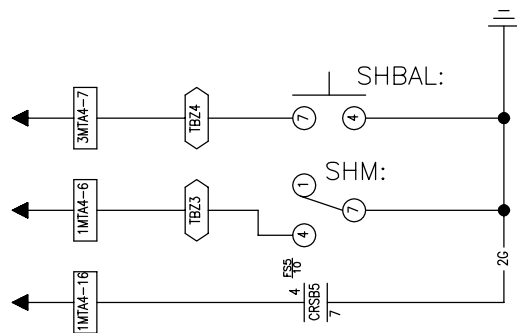 SHBAL:
3MTA4-7
TBZ4
7
4
SHM:
1MTA4-6
TBZ3
1
7
4
FS5
10
1MTA4-16
4
CRSB5
7
2G